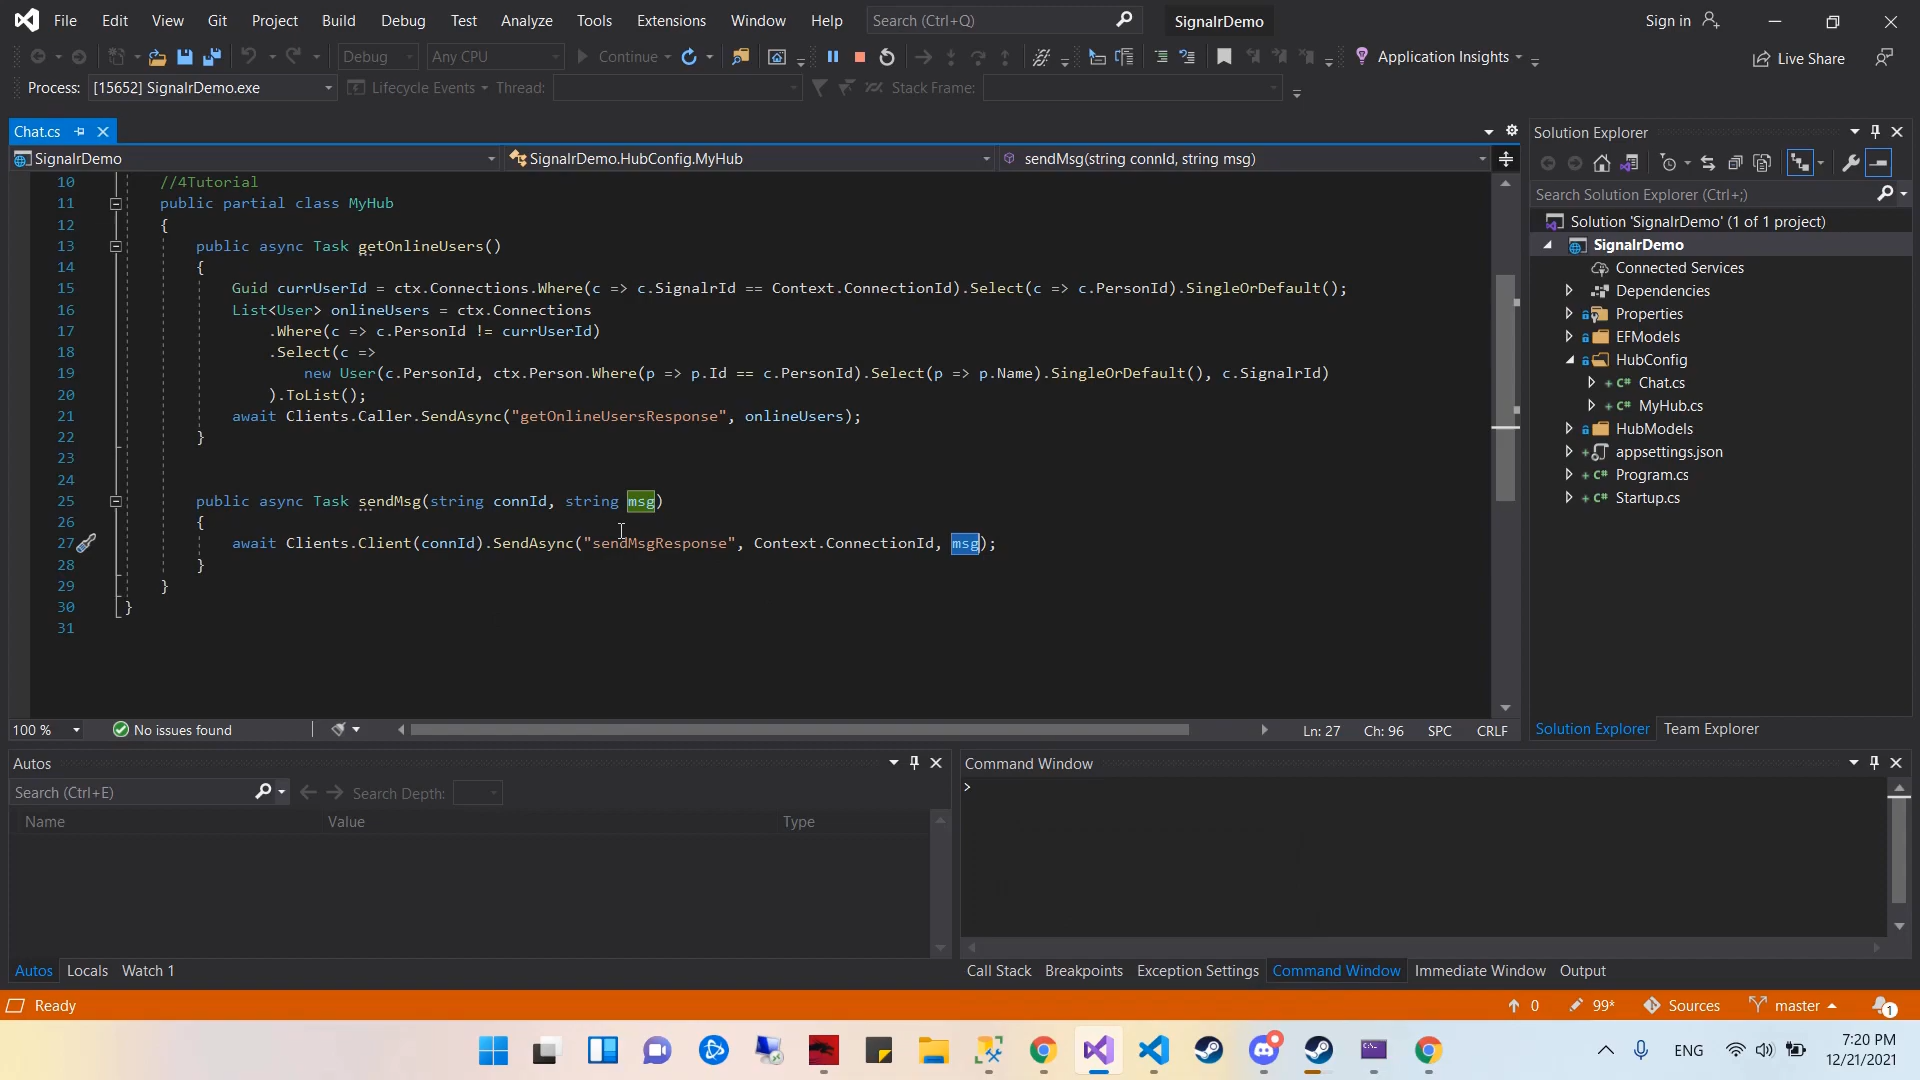 File Edit View Git Project Build Debug Test Analyze Tools Extensions Window Help Search (Ctrl+Q) SignalrDemo Sign in
Debug Any CPU Continue Application Insights Live Share
Process: [15652] SignalrDemo.exe Lifecycle Events Thread: Stack Frame:
Chat.cs
SignalrDemo SignalrDemo.HubConfig.MyHub sendMsg(string connId, string msg)
10 //4Tutorial
11 public partial class MyHub
12 {
13 public async Task getOnlineUsers()
14 {
15 Guid currUserId = ctx.Connections.Where(c => c.SignalrId == Context.ConnectionId).Select(c => c.PersonId).SingleOrDefault();
16 List<User> onlineUsers = ctx.Connections
17 .Where(c => c.PersonId != currUserId)
18 .Select(c =>
19 new User(c.PersonId, ctx.Person.Where(p => p.Id == c.PersonId).Select(p => p.Name).SingleOrDefault(), c.SignalrId)
20 ).ToList();
21 await Clients.Caller.SendAsync("getOnlineUsersResponse", onlineUsers);
22 }
23
24
25 public async Task sendMsg(string connId, string msg)
26 {
27 await Clients.Client(connId).SendAsync("sendMsgResponse", Context.ConnectionId, msg);
28 }
29 }
30 }
31
100 % No issues found Ln: 27 Ch: 96 SPC CRLF
Solution Explorer
Search Solution Explorer (Ctrl+;)
Solution 'SignalrDemo' (1 of 1 project)
SignalrDemo
Connected Services
Dependencies
Properties
EFModels
HubConfig
C# Chat.cs
C# MyHub.cs
HubModels
appsettings.json
C# Program.cs
C# Startup.cs
Solution Explorer Team Explorer
Autos
Search (Ctrl+E) Search Depth:
Name Value Type
Autos Locals Watch 1
Command Window
>
Call Stack Breakpoints Exception Settings Command Window Immediate Window Output
Ready 0 99* Sources master 1
ENG 7:20 PM
12/21/2021